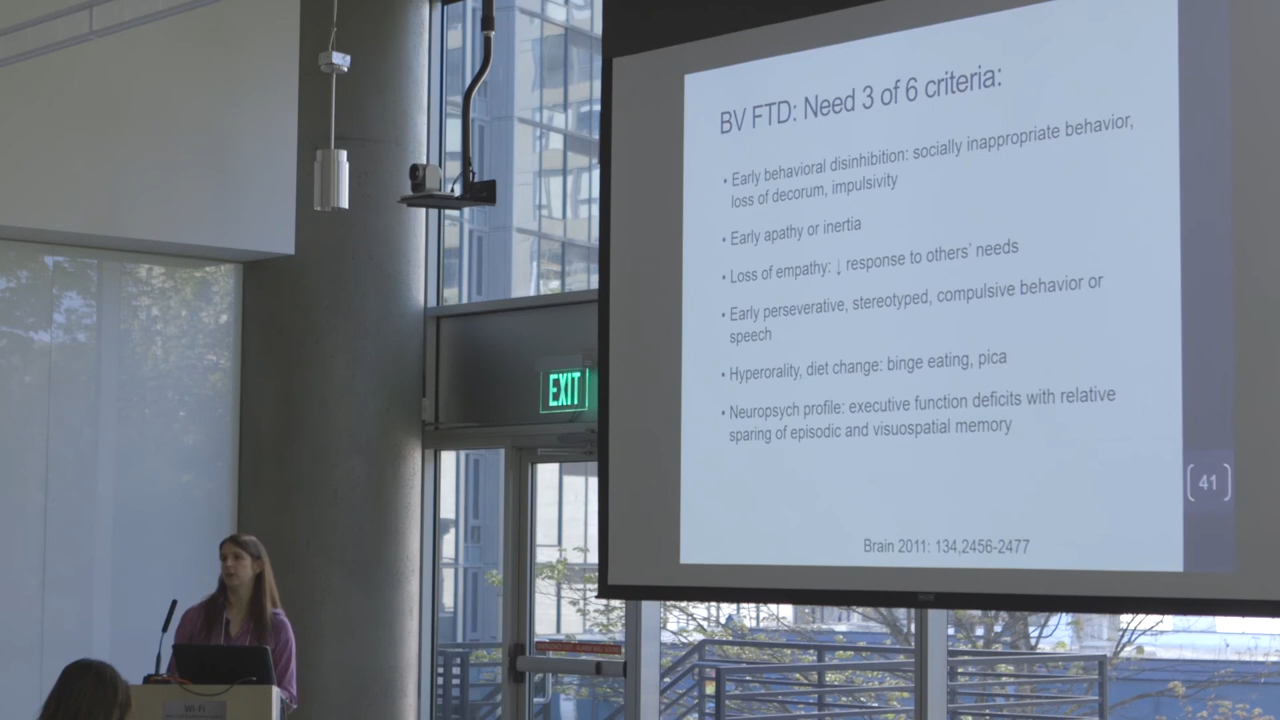 BV FTD: Need 3 of 6 criteria:
• Early behavioral disinhibition: socially inappropriate behavior,
loss of decorum, impulsivity
• Early apathy or inertia
• Loss of empathy: ↓ response to others' needs
• Early perseverative, stereotyped, compulsive behavior or
speech
• Hyperorality, diet change: binge eating, pica
• Neuropsych profile: executive function deficits with relative
sparing of episodic and visuospatial memory
41
Brain 2011: 134,2456-2477
EXIT
Wi-Fi